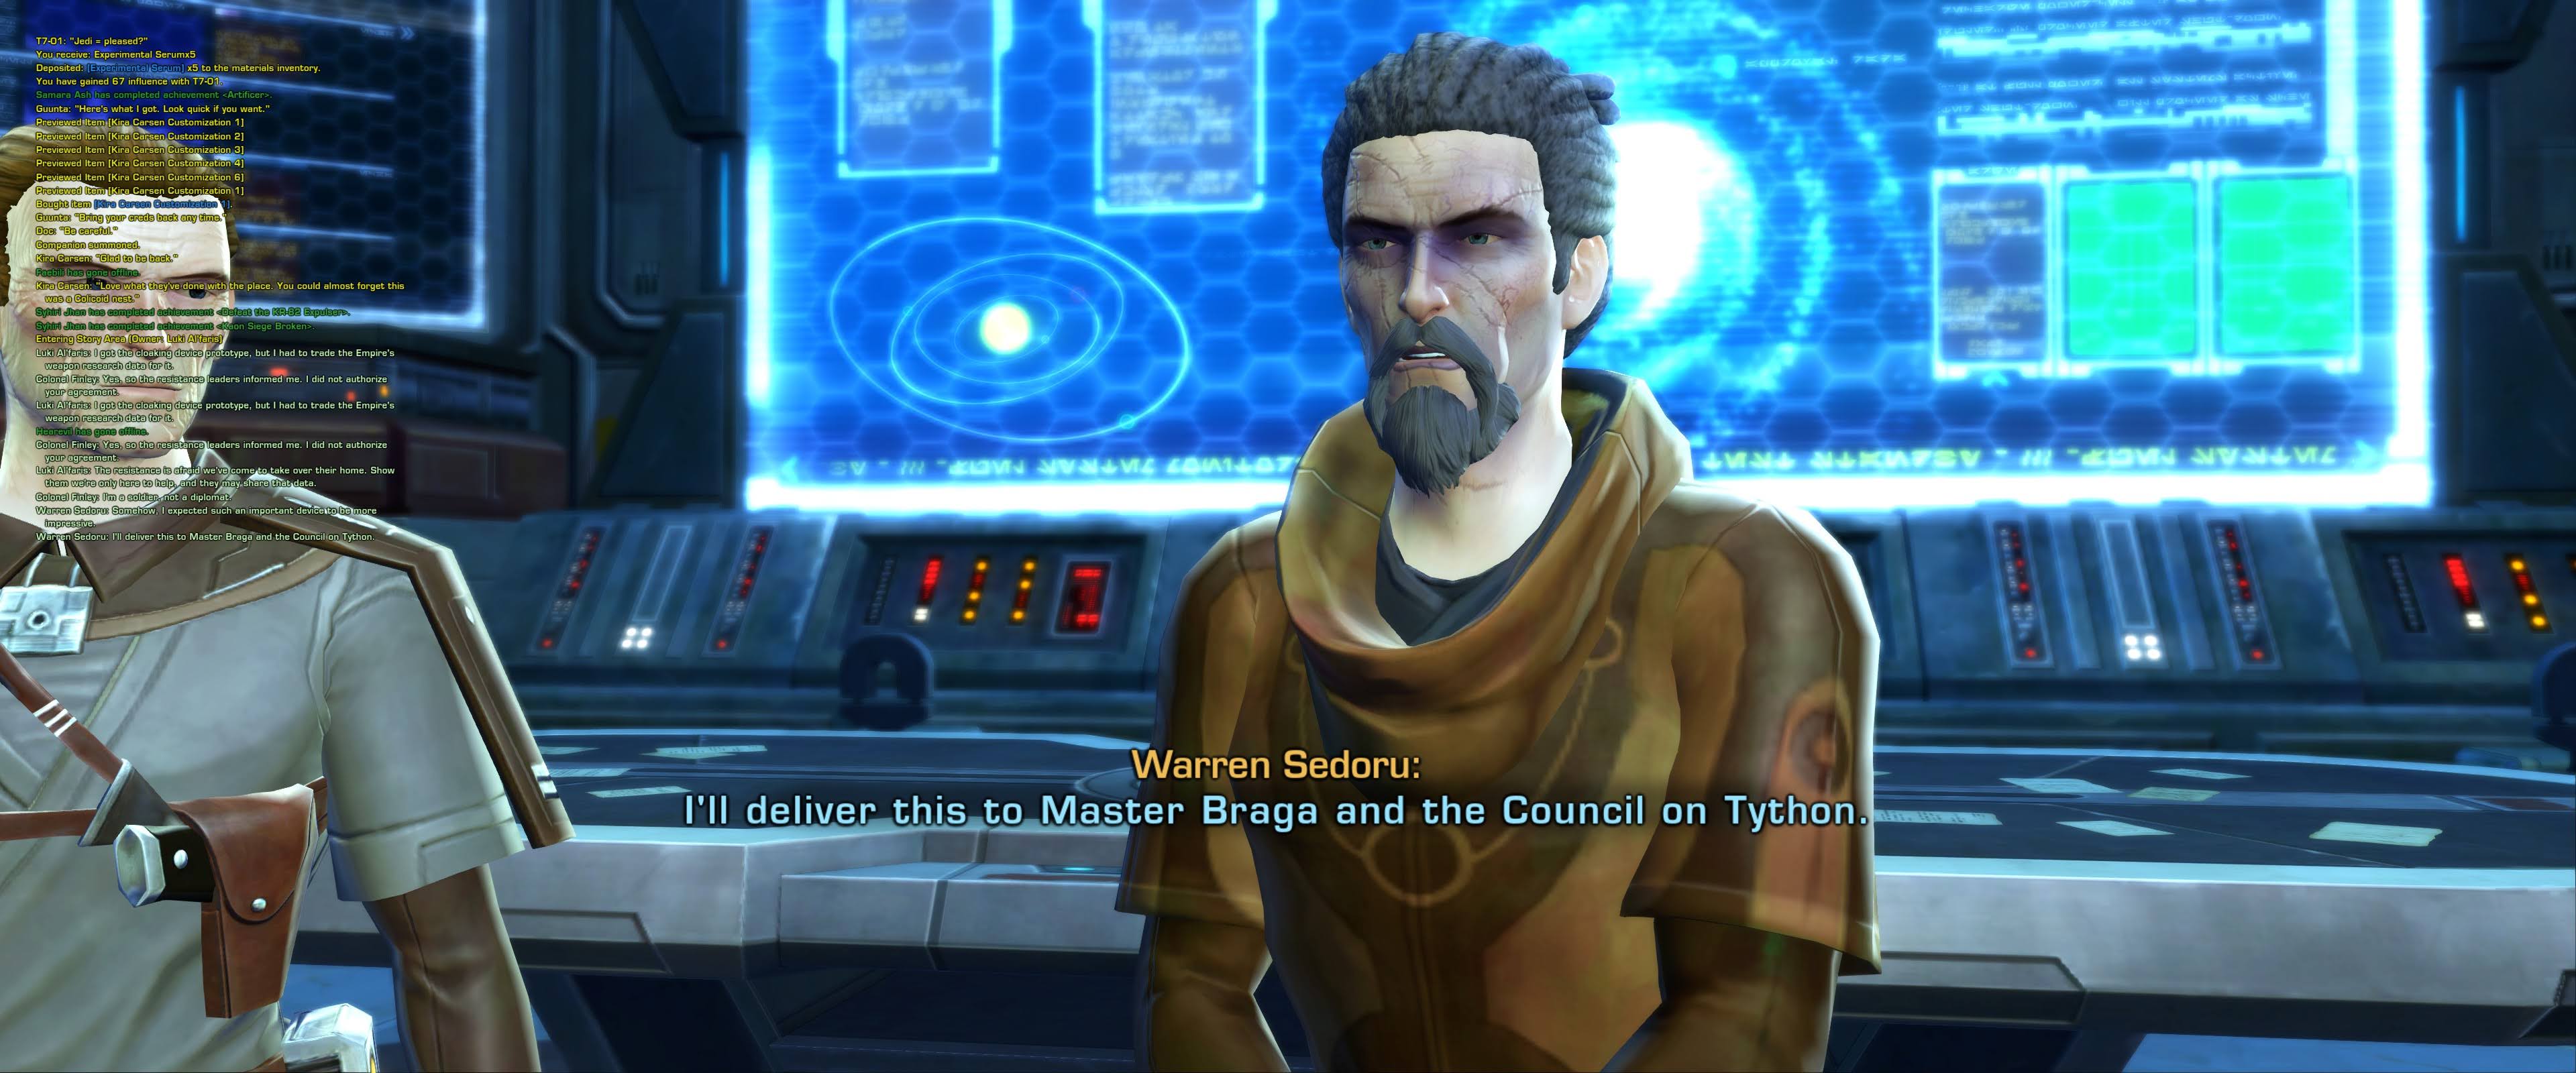 T7-01: "Jedi = pleased?"
You receive: Experimental Serumx5
Deposited: [Experimental Serum] x5 to the materials inventory.
You have gained 67 influence with T7-01.
Samara Ash has completed achievement <Artificer>.
Guunta: "Here's what I got. Look quick if you want."
Previewed Item [Kira Carsen Customization 1]
Previewed Item [Kira Carsen Customization 2]
Previewed Item [Kira Carsen Customization 3]
Previewed Item [Kira Carsen Customization 4]
Previewed Item [Kira Carsen Customization 6]
Previewed Item [Kira Carsen Customization 1]
Bought item [Kira Carsen Customization 1].
Guunta: "Bring your creds back any time."
Doc: "Be careful."
Companion summoned.
Kira Carsen: "Glad to be back."
has gone offline.
Kira Carsen: "Love what they've done with the place. You could almost forget this
was a Colicoid nest."
Syhiri Jhan has completed achievement <Defeat the KR-82 Expulser>.
Syhiri Jhan has completed achievement <Kaon Siege Broken>.
Entering Story Area [Owner: Luki Al'faris]
Luki Al'faris: I got the cloaking device prototype, but I had to trade the Empire's
weapon research data for it.
Colonel Finley: Yes, so the resistance leaders informed me. I did not authorize
your agreement.
Luki Al'faris: I got the cloaking device prototype, but I had to trade the Empire's
weapon research data for it.
Hearevil has gone offline.
Colonel Finley: Yes, so the resistance leaders informed me. I did not authorize
your agreement.
Luki Al'faris: The resistance is afraid we've come to take over their home. Show
them we're only here to help, and they may share that data.
Colonel Finley: I'm a soldier, not a diplomat.
Warren Sedoru: Somehow, I expected such an important device to be more
impressive.
Warren Sedoru: I'll deliver this to Master Braga and the Council on Tython.
Warren Sedoru:
I'll deliver this to Master Braga and the Council on Tython.